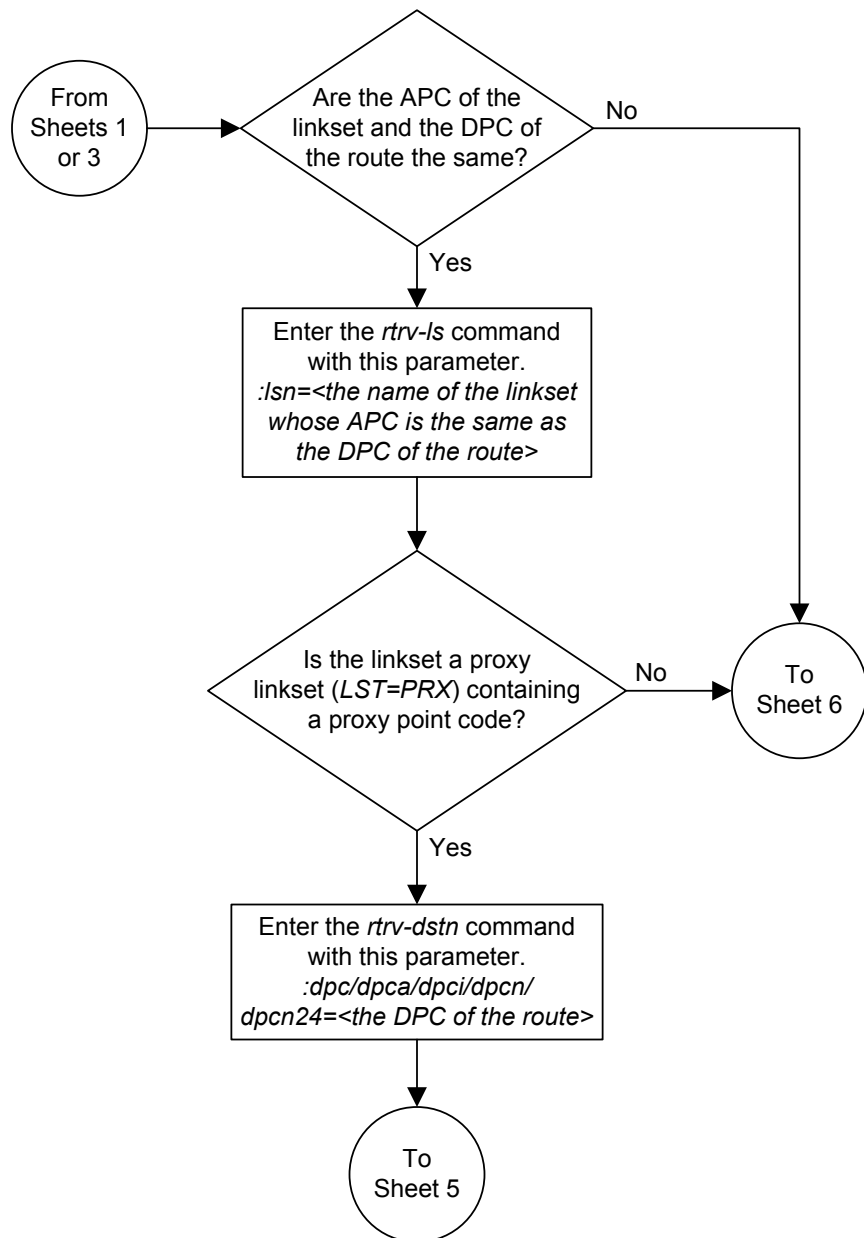 From
Sheets 1
or 3
Are the APC of the
linkset and the DPC of
the route the same?
No
Yes
Enter the rtrv-ls command
with this parameter.
:lsn=<the name of the linkset
whose APC is the same as
the DPC of the route>
Is the linkset a proxy
linkset (LST=PRX) containing
a proxy point code?
No
To
Sheet 6
Yes
Enter the rtrv-dstn command
with this parameter.
:dpc/dpca/dpci/dpcn/
dpcn24=<the DPC of the route>
To
Sheet 5